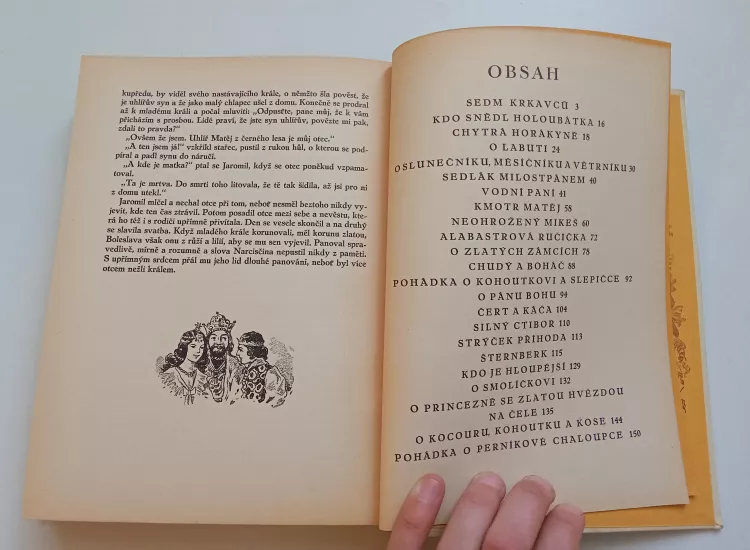 kupředu, by viděl svého nastávajícího krále, o němžto šla pověst, že
je uhlířův syn a že jako malý chlapec ušel z domu. Konečně se prodral
až k mladému králi a počal mluviti: „Odpusťte, pane můj, že k vám
přicházím s prosbou. Lidé praví, že jste syn uhlířův, povězte mi pak,
zdali to pravda?“
„Ovšem že jsem. Uhlíř Matěj z černého lesa je můj otec.“
„A ten jsem já!“ vzkřikl stařec, pustil z rukou hůl, o kterou se pod-
píral a padl synu do náručí.
„A kde je matka?“ ptal se Jaromil, když se otec poněkud vzpama-
toval.
„Ta je mrtva. Do smrti toho litovala, že tě tak šidila, až jsi pro ni
z domu utekl.“
Jaromil mlčel a nechal otce při tom, neboť nesměl beztoho nikdy vy-
jevit, kde ten čas ztrávil. Potom posadil otce mezi sebe a nevěstu, kte-
rá ho též i s rodiči upřímně přivítala. Den se vesele skončil a na druhý
se slavila svatba. Když mladého krále korunovali, měl korunu zlatou,
Boleslava však onu z růží a lilií, aby se mu sen vyjevil. Panoval spra-
vedlivě, mírně a rozumně a slova Narcisčina nepustil nikdy z paměti.
S upřímným srdcem přál mu jeho lid dlouhé panování, neboť byl více
otcem nežli králem.
OBSAH
SEDM KRKAVCŮ 3
KDO SNĚDL HOLOUBÁTKA 16
CHYTRÁ HORÁKYNĚ 18
O LABUTI 24
O SLUNEČNÍKU, MĚSÍČNÍKU A VĚTRNÍKU 30
SEDLÁK MILOSTPÁNEM 40
VODNÍ PANÍ 41
KMOTR MATĚJ 58
NEOHROŽENÝ MIKEŠ 60
ALABASTROVÁ RUČIČKA 72
O ZLATÝCH ZÁMCÍCH 78
CHUDÝ A BOHÁČ 88
POHÁDKA O KOHOUTKOVI A SLEPIČCE 92
O PÁNU BOHU 94
ČERT A KÁČA 104
SILNÝ CTIBOR 110
STRÝČEK PŘÍHODA 113
ŠTERNBERK 115
KDO JE HLOUPĚJŠÍ 129
O SMOLÍČKOVI 132
O PRINCEZNĚ SE ZLATOU HVĚZDOU
NA ČELE 135
O KOCOURU, KOHOUTKU A KOSE 144
POHÁDKA O PERNÍKOVÉ CHALOUPCE 150